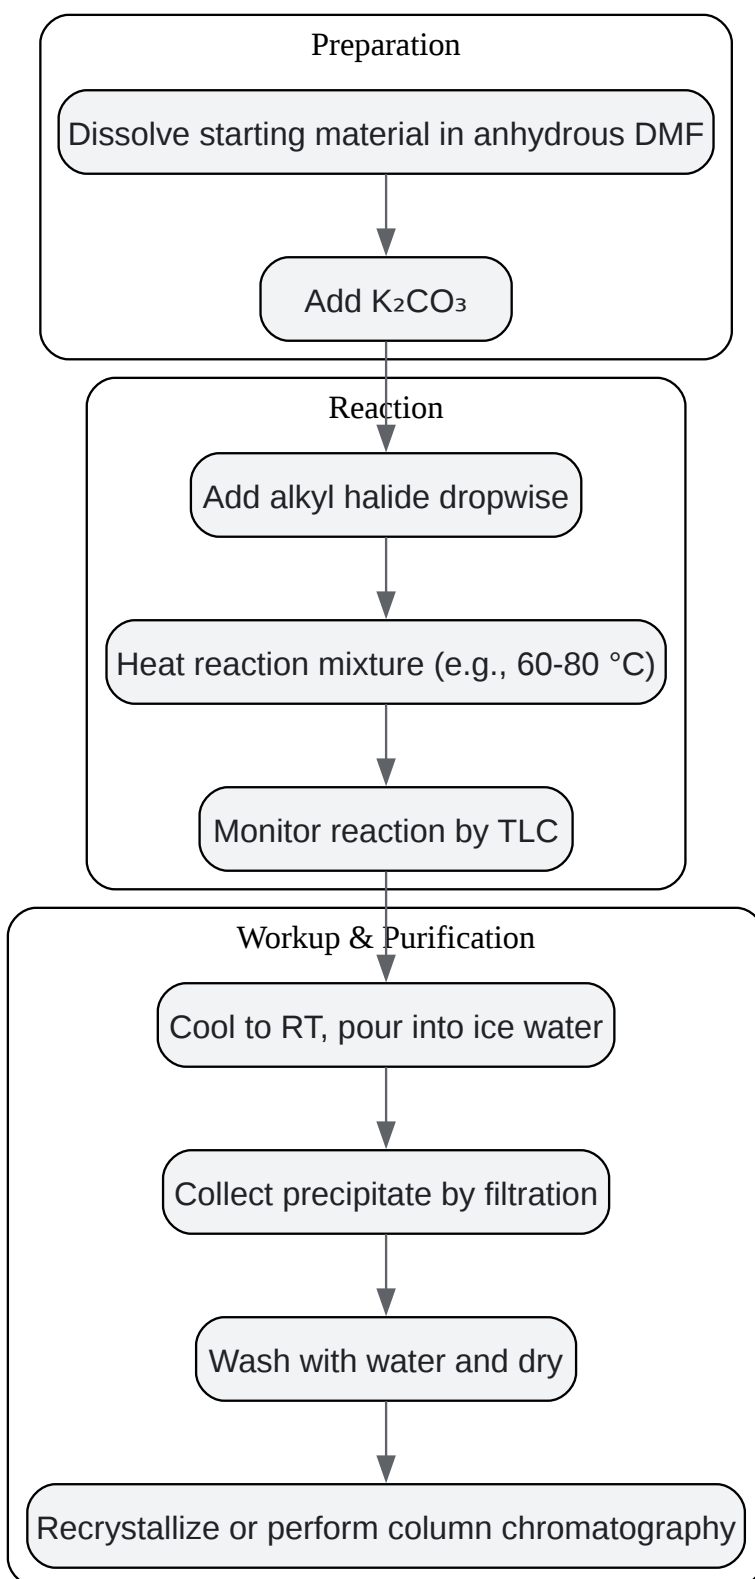 Preparation
Dissolve starting material in anhydrous DMF
Add K₂CO₃
Reaction
Add alkyl halide dropwise
Heat reaction mixture (e.g., 60-80 °C)
Monitor reaction by TLC
Workup & Purification
Cool to RT, pour into ice water
Collect precipitate by filtration
Wash with water and dry
Recrystallize or perform column chromatography